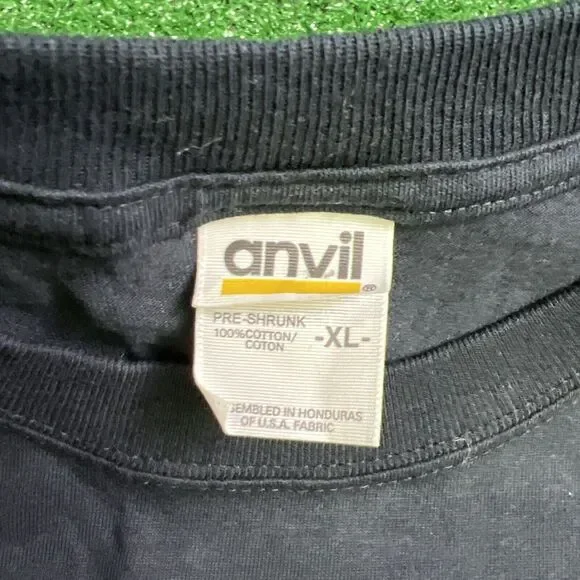 anvil
®
PRE-SHRUNK
100%COTTON/
COTON
-XL-
SEMBLED IN HONDURAS
OF U.S.A. FABRIC